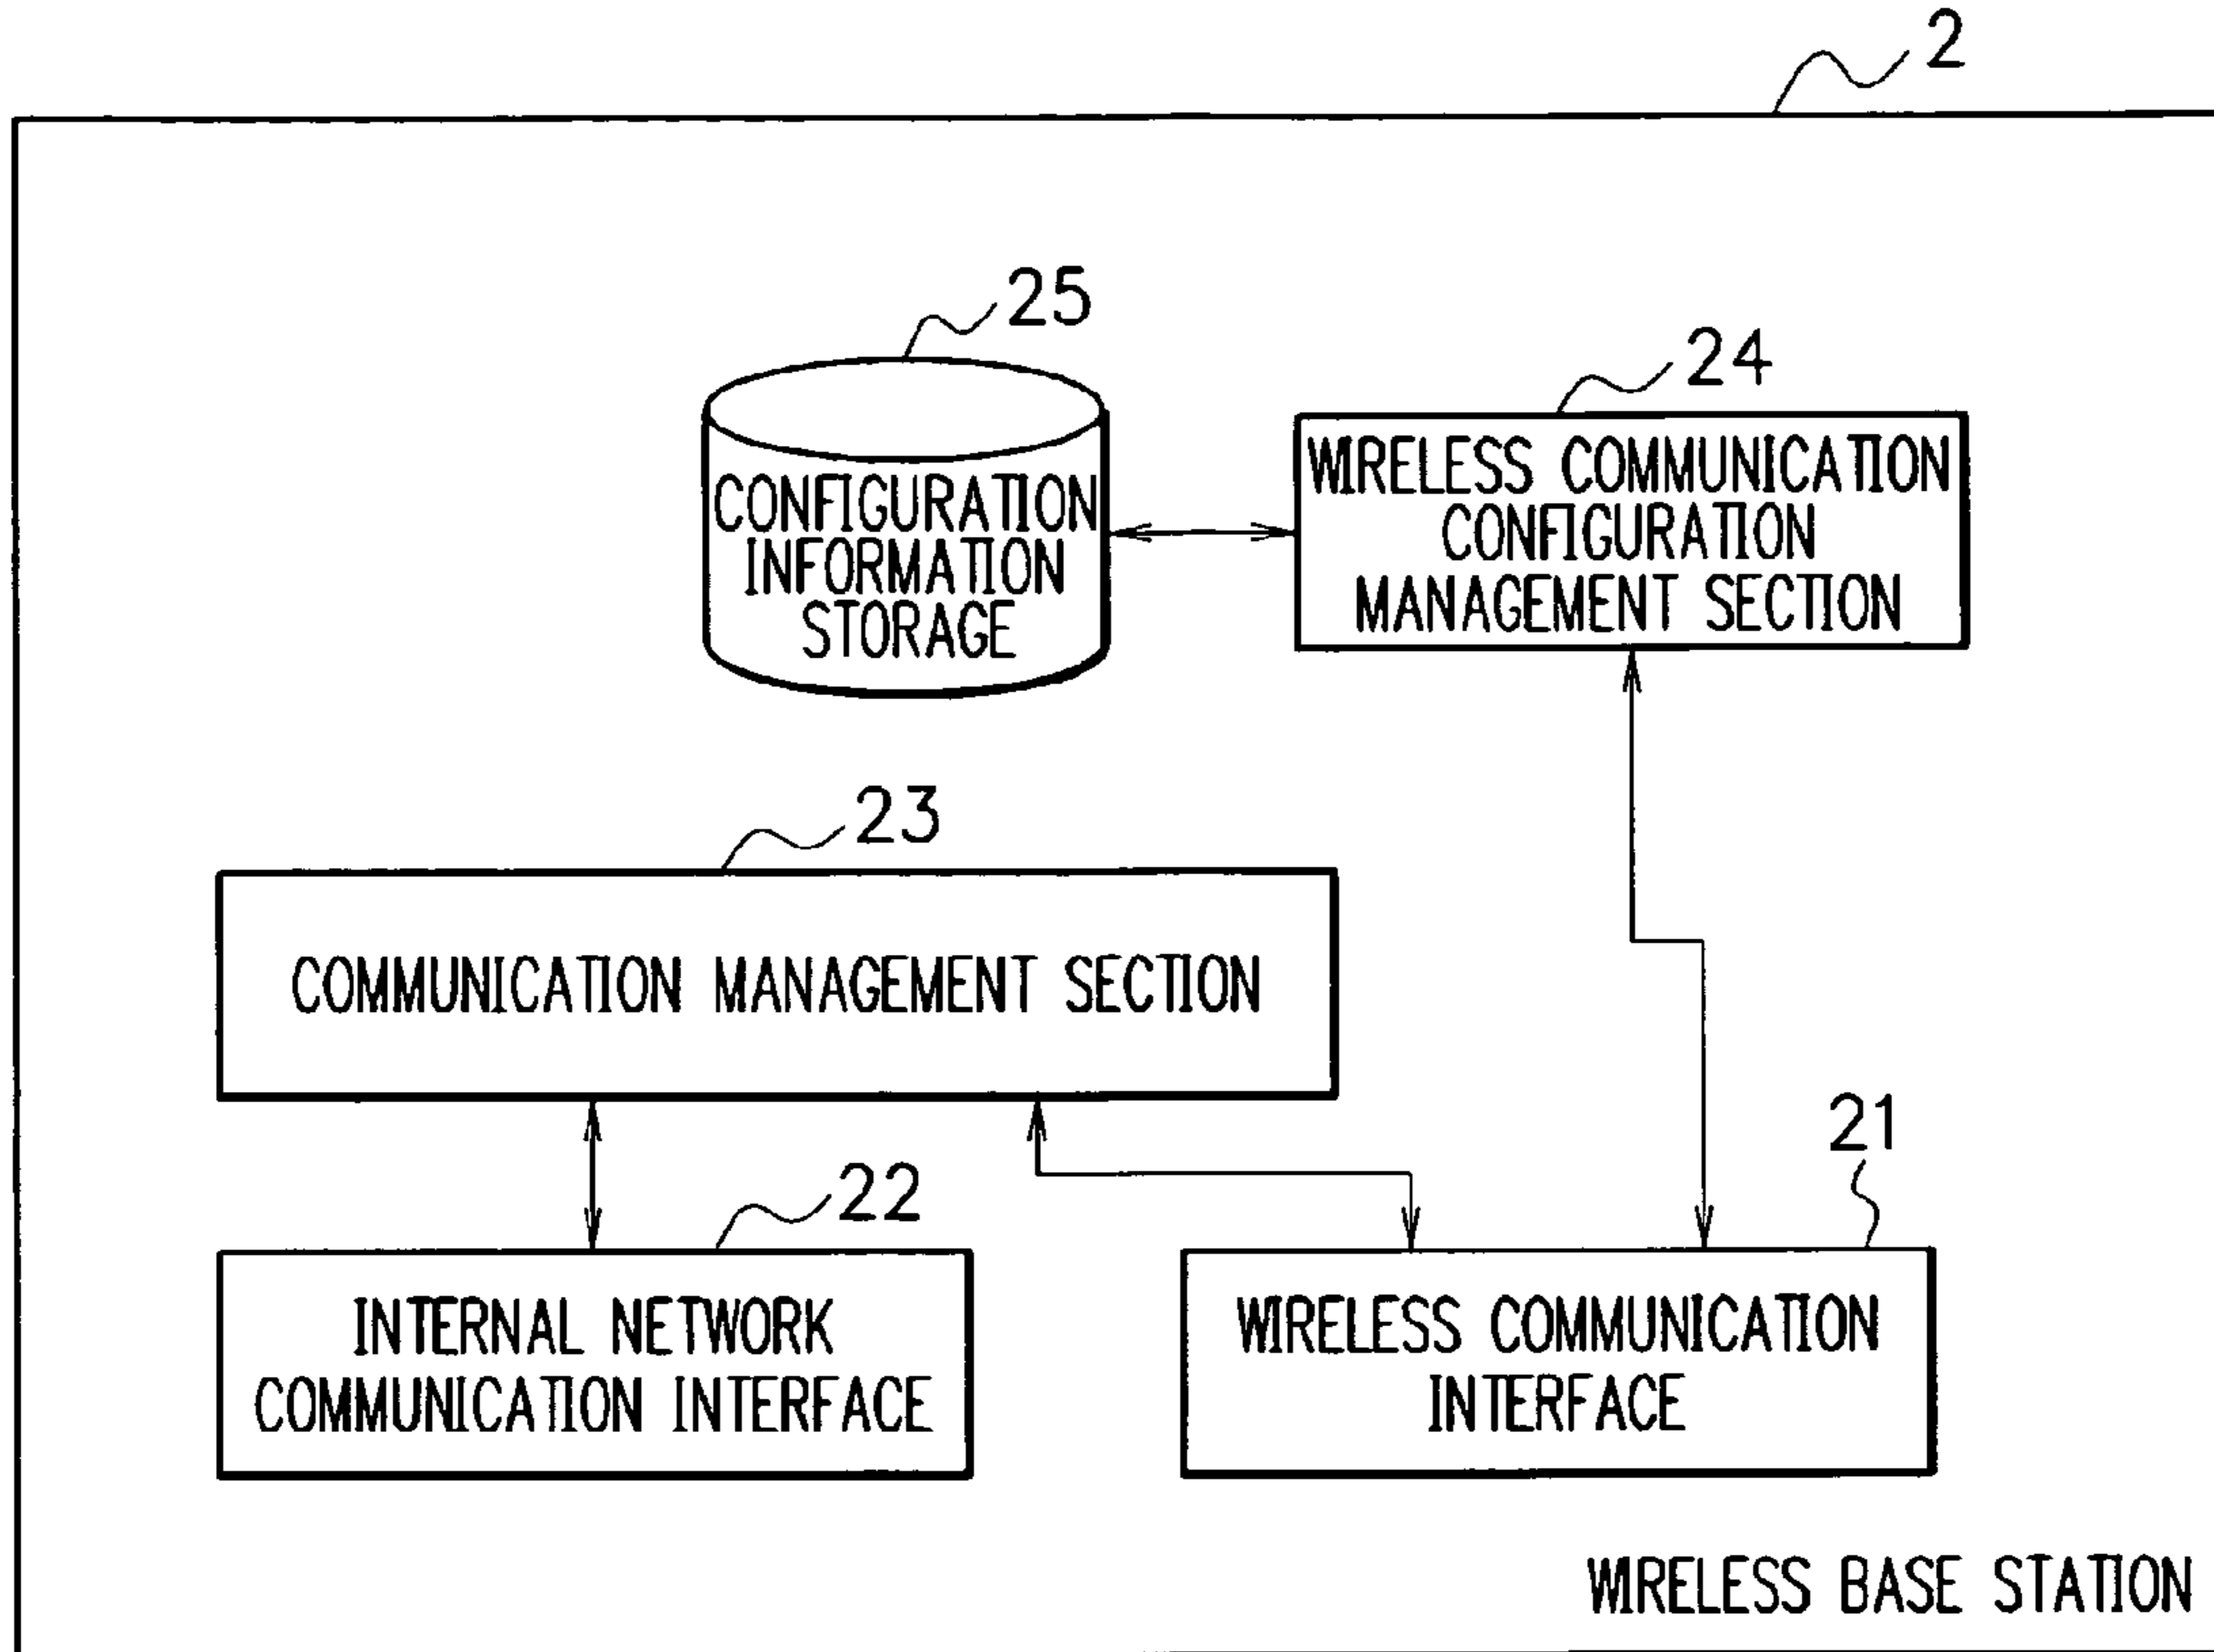 2
25
24
CONFIGURATION
INFORMATION
STORAGE
WIRELESS COMMUNICATION
CONFIGURATION
MANAGEMENT SECTION
23
COMMUNICATION MANAGEMENT SECTION
21
22
INTERNAL NETWORK
COMMUNICATION INTERFACE
WIRELESS COMMUNICATION
INTERFACE
WIRELESS BASE STATION